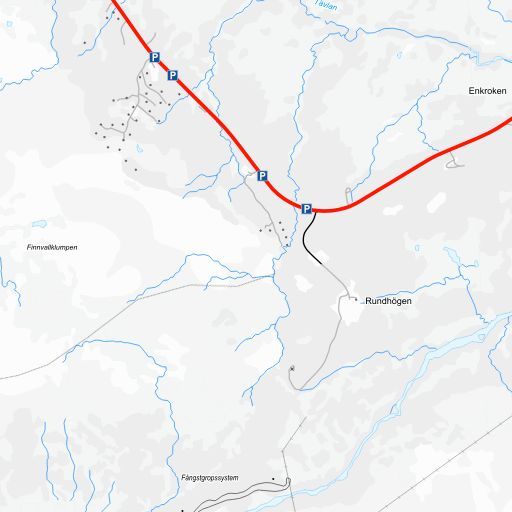 Tävlan
P
P
Enkroken
P
P
Finnvallklumpen
Rundhögen
Fångstgropssystem